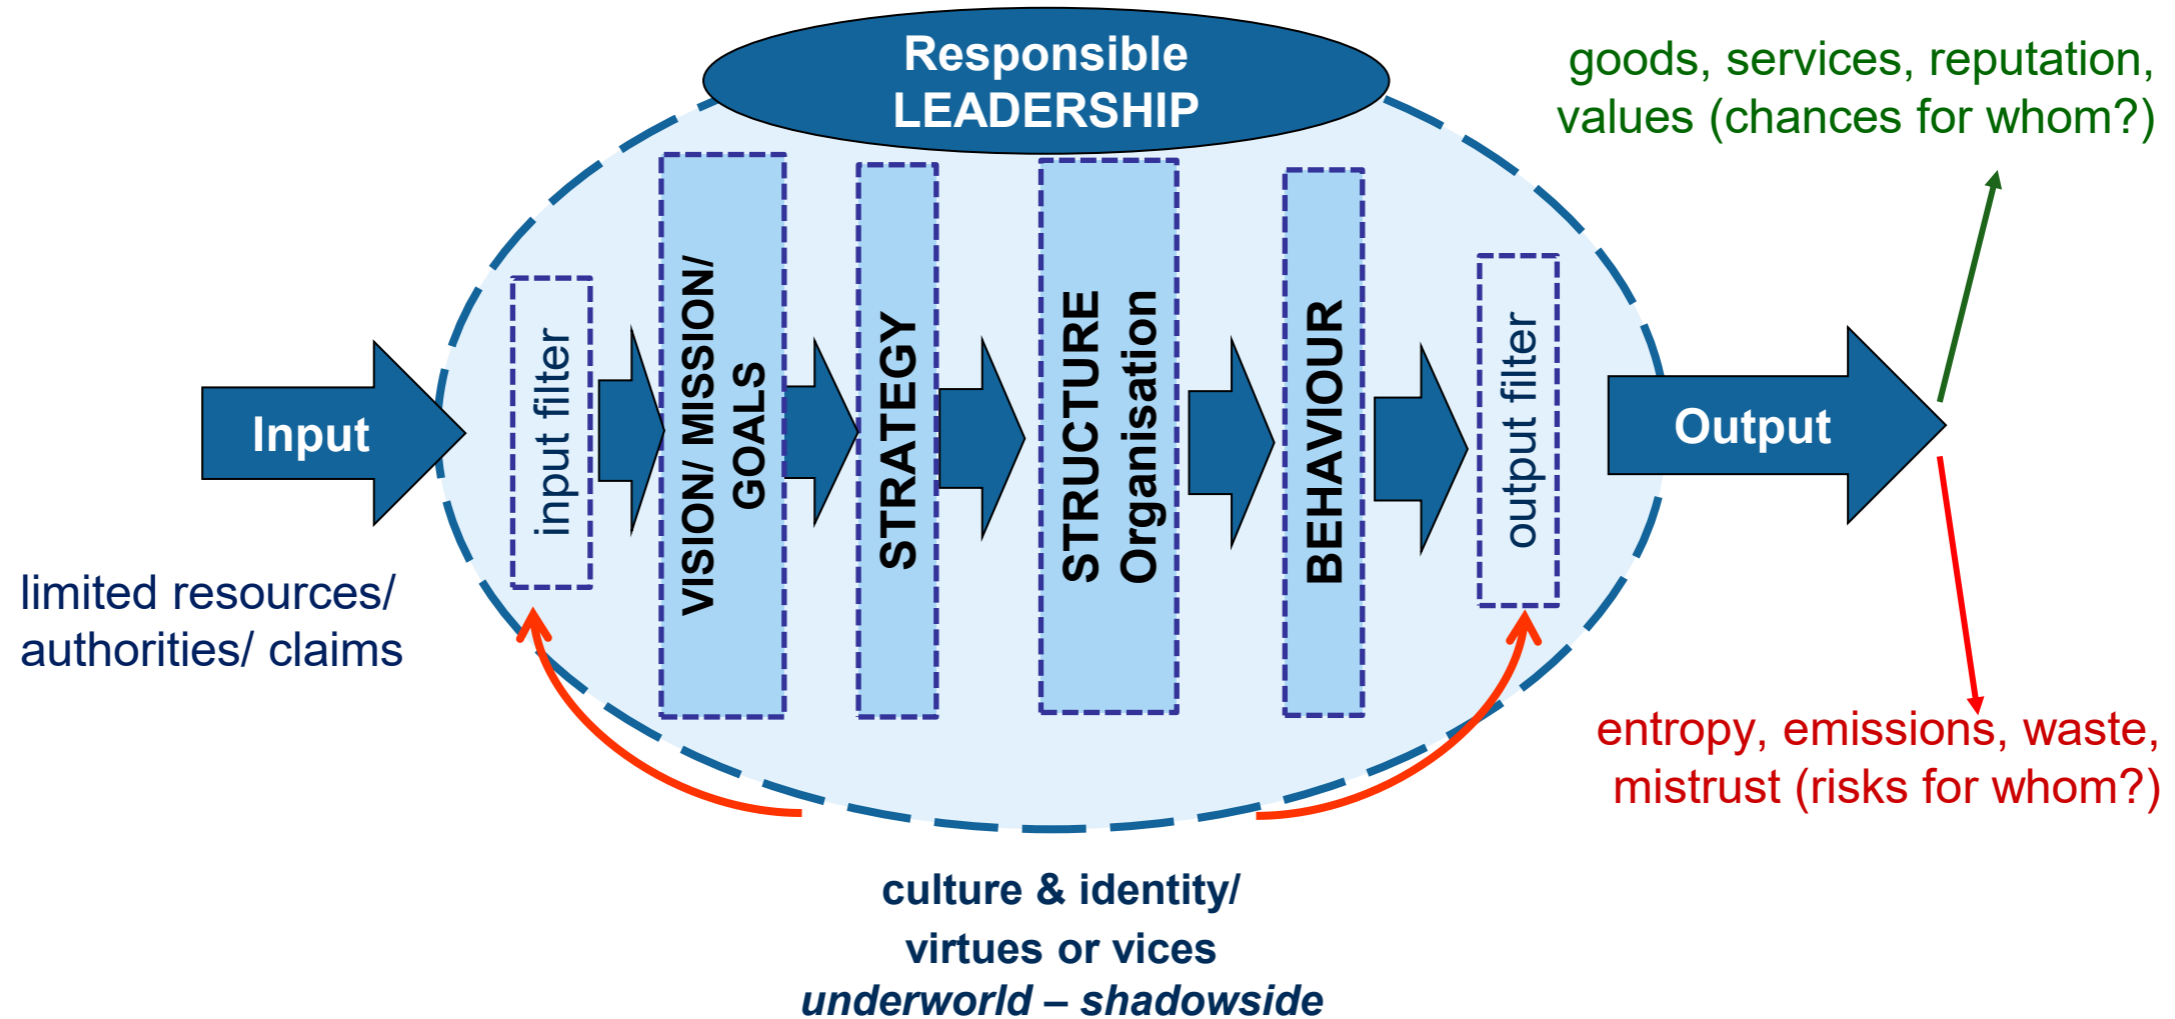 Responsible
LEADERSHIP
goods, services, reputation,
values (chances for whom?)
Input
limited resources/
authorities/ claims
input filter
VISION/ MISSION/
GOALS
STRATEGY
STRUCTURE
Organisation
BEHAVIOUR
output filter
Output
entropy, emissions, waste,
mistrust (risks for whom?)
culture & identity/
virtues or vices
underworld – shadowside